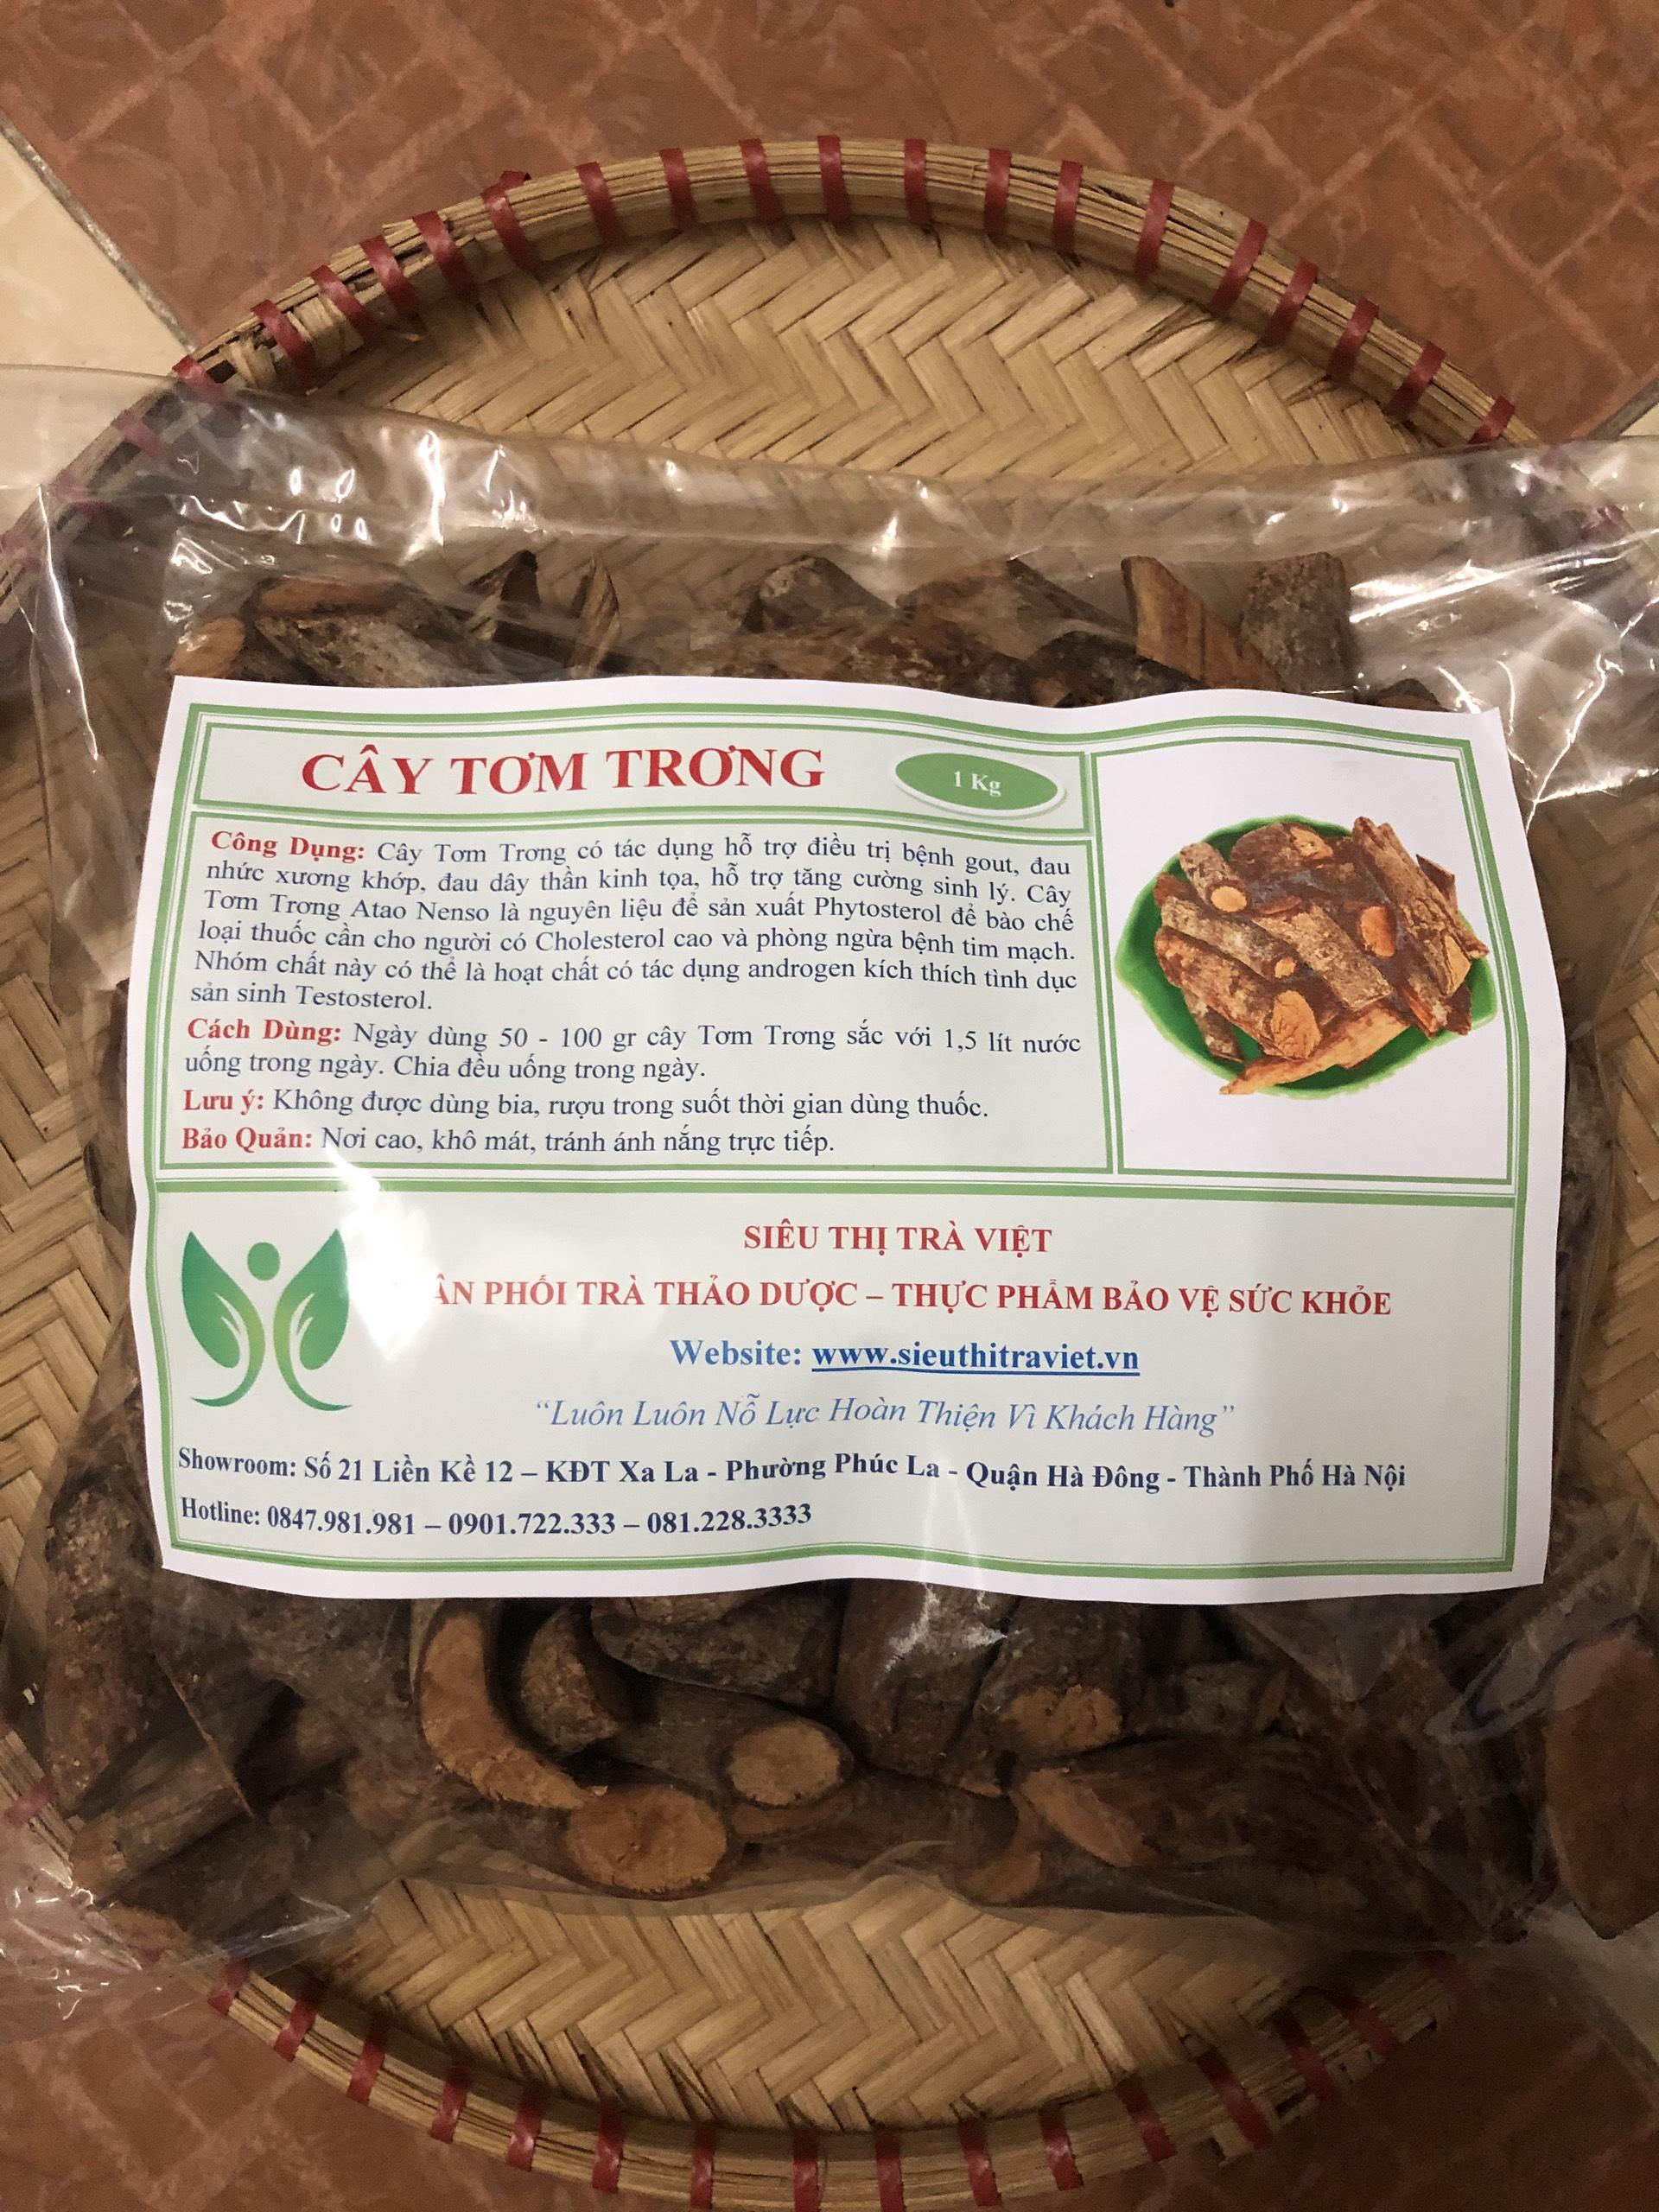 CÂY TƠM TRƠNG
1 Kg
Công Dụng: Cây Tơm Trơng có tác dụng hỗ trợ điều trị bệnh gout, đau
nhức xương khớp, đau dây thần kinh tọa, hỗ trợ tăng cường sinh lý. Cây
Tơm Trơng Atao Nenso là nguyên liệu để sản xuất Phytosterol để bào chế
loại thuốc cần cho người có Cholesterol cao và phòng ngừa bệnh tim mạch.
Nhóm chất này có thể là hoạt chất có tác dụng androgen kích thích tình dục
sản sinh Testosterol.
Cách Dùng: Ngày dùng 50 - 100 gr cây Tơm Trơng sắc với 1,5 lít nước
uống trong ngày. Chia đều uống trong ngày.
Lưu ý: Không được dùng bia, rượu trong suốt thời gian dùng thuốc.
Bảo Quản: Nơi cao, khô mát, tránh ánh nắng trực tiếp.
SIÊU THỊ TRÀ VIỆT
PHỐI TRÀ THẢO DƯỢC – THỰC PHẨM BẢO VỆ SỨC KHỎE
Website: www.sieuthitraviet.vn
“Luôn Luôn Nỗ Lực Hoàn Thiện Vì Khách Hàng”
Showroom: Số 21 Liền Kề 12 – KĐT Xa La - Phường Phúc La - Quận Hà Đông - Thành Phố Hà Nội
Hotline: 0847.981.981 – 0901.722.333 – 081.228.3333